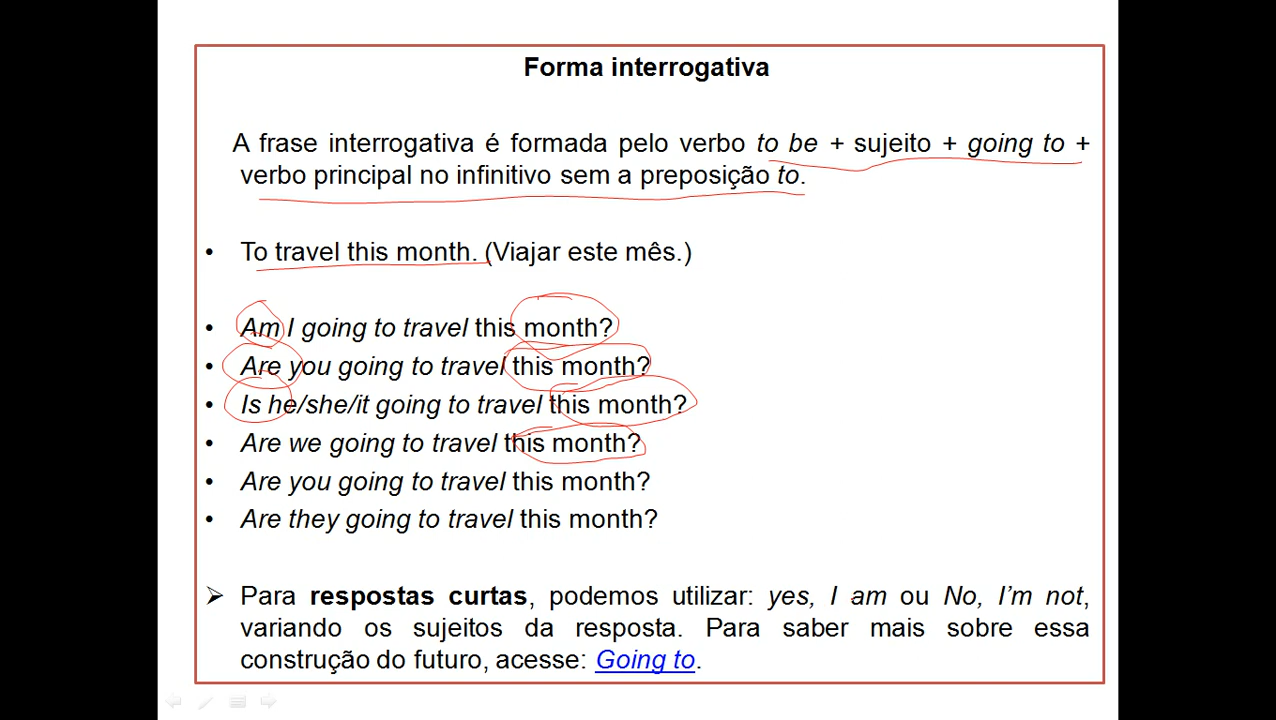 Forma interrogativa
A frase interrogativa é formada pelo verbo to be + sujeito + going to +
verbo principal no infinitivo sem a preposição to.
• To travel this month. (Viajar este mês.)
• Am I going to travel this month?
• Are you going to travel this month?
• Is he/she/it going to travel this month?
• Are we going to travel this month?
• Are you going to travel this month?
• Are they going to travel this month?
➢ Para respostas curtas, podemos utilizar: yes, I am ou No, I’m not,
variando os sujeitos da resposta. Para saber mais sobre essa
construção do futuro, acesse: Going to.